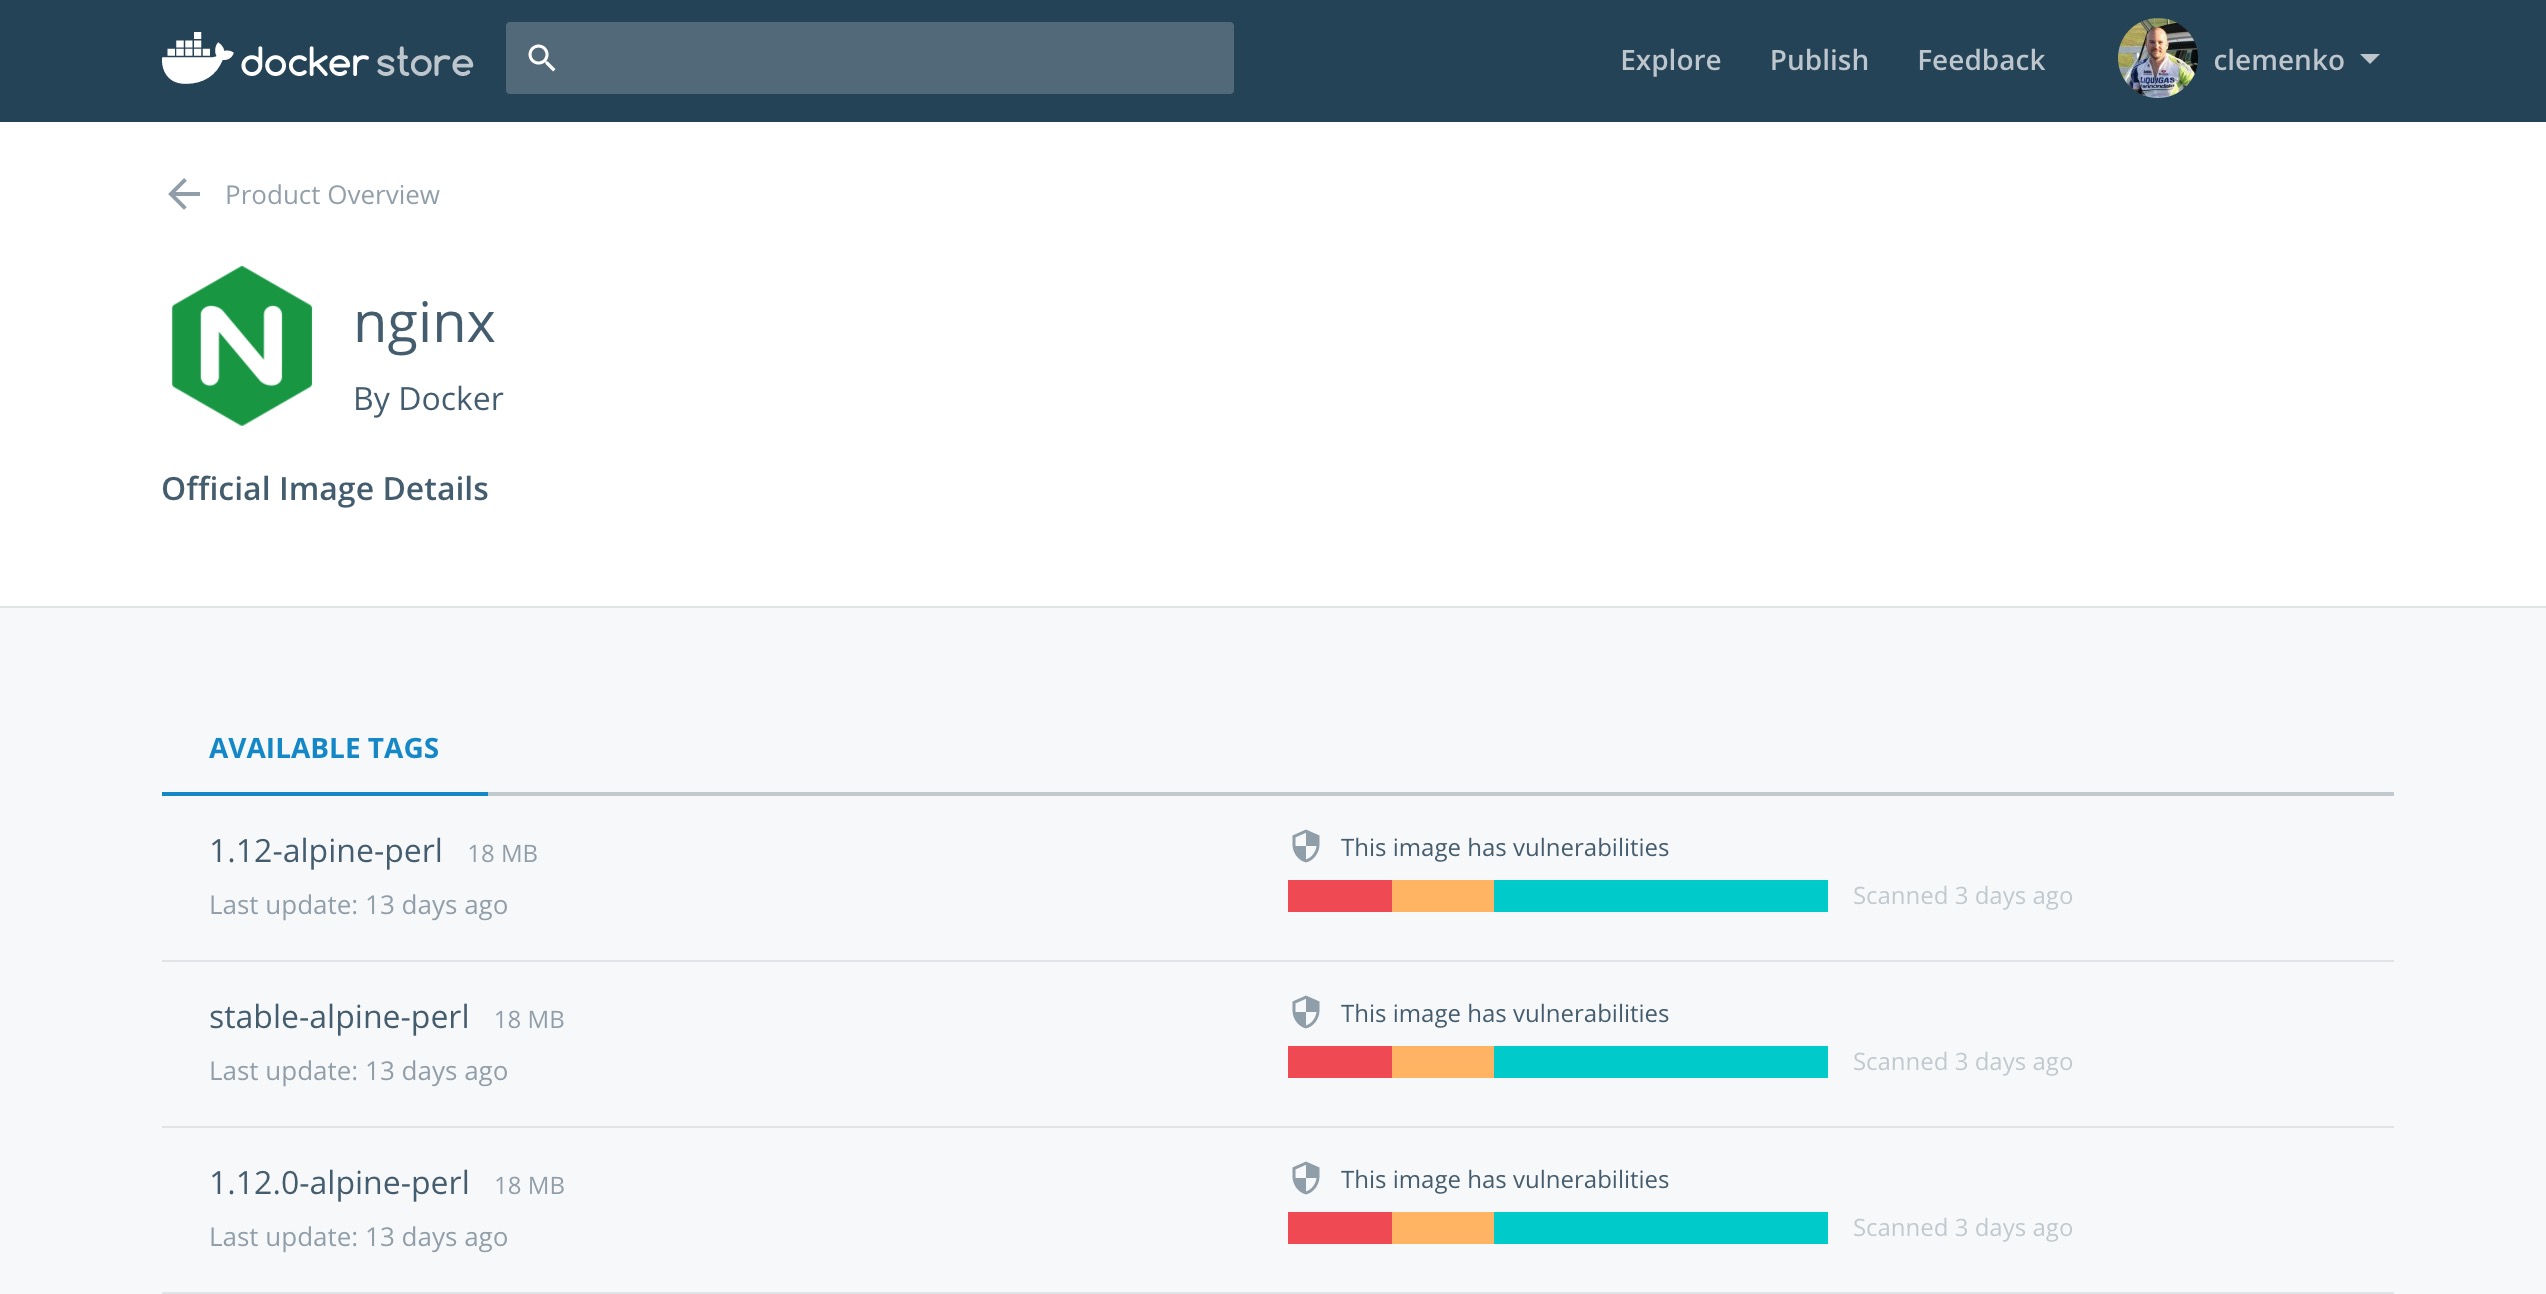 docker store
Explore
Publish
Feedback
clemenko
Product Overview
N
nginx
By Docker
Official Image Details
AVAILABLE TAGS
1.12-alpine-perl 18 MB
This image has vulnerabilities
Last update: 13 days ago
Scanned 3 days ago
stable-alpine-perl 18 MB
This image has vulnerabilities
Last update: 13 days ago
Scanned 3 days ago
1.12.0-alpine-perl 18 MB
This image has vulnerabilities
Last update: 13 days ago
Scanned 3 days ago